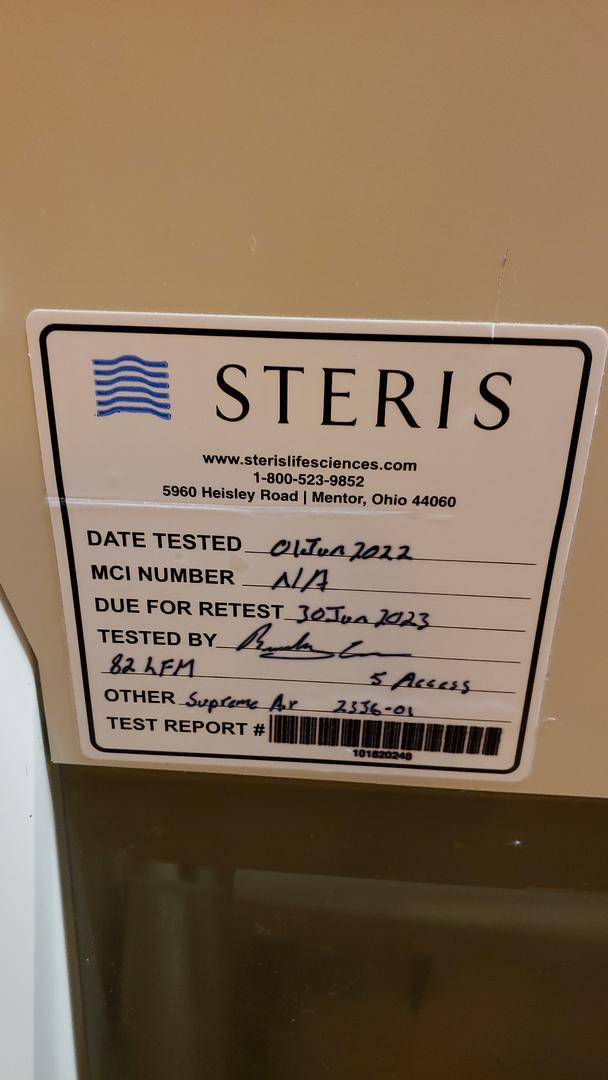 STERIS
www.sterislifesciences.com
1-800-523-9852
5960 Heisley Road | Mentor, Ohio 44060
DATE TESTED 01Jun2022
MCI NUMBER N/A
DUE FOR RETEST 30Jun2023
TESTED BY
82 LFM 5 Access
OTHER Supreme Air 2336-01
TEST REPORT #
101820248